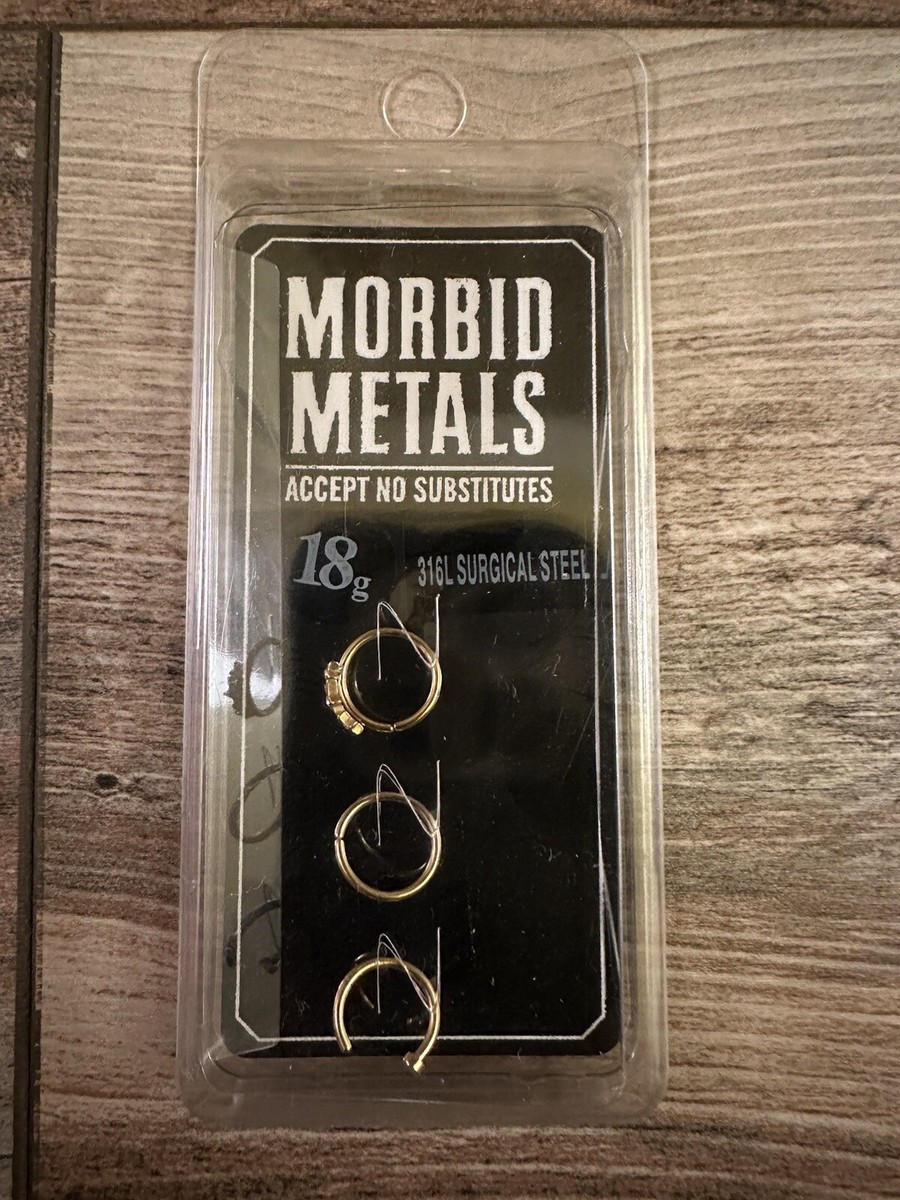 MORBID
METALS
ACCEPT NO SUBSTITUTES
18g 316L SURGICAL STEEL